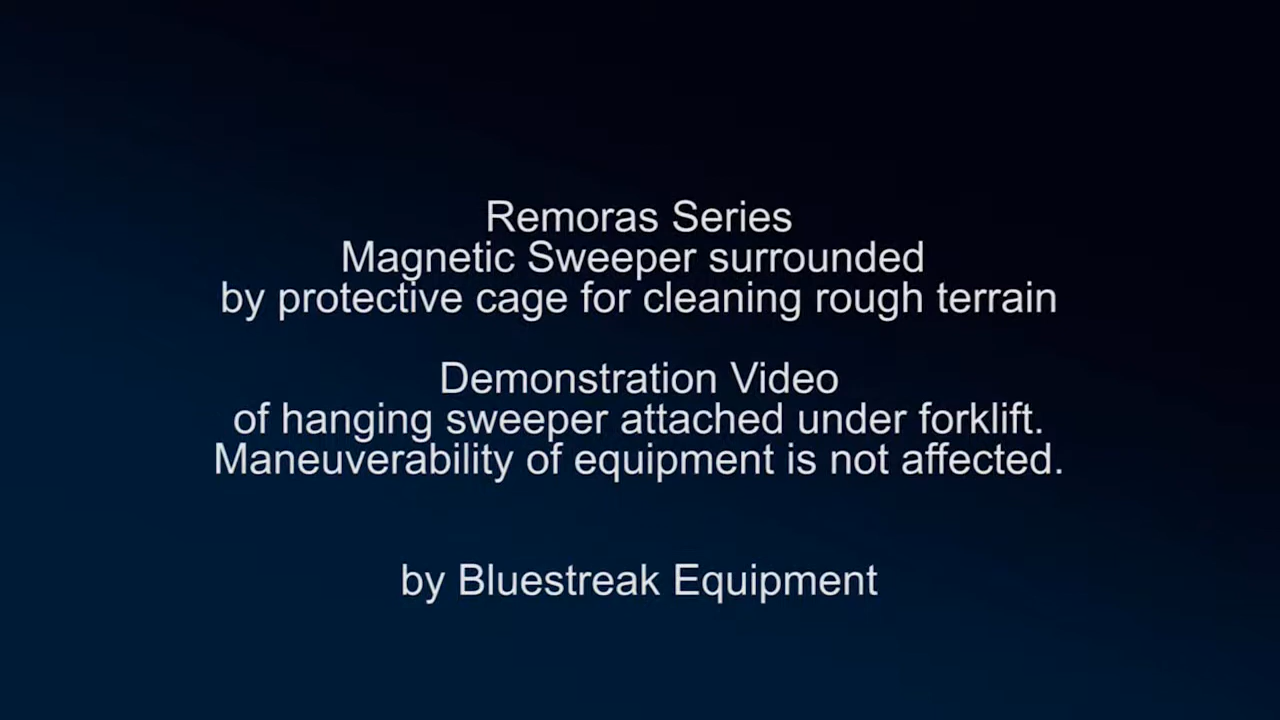 Remoras Series
Magnetic Sweeper surrounded
by protective cage for cleaning rough terrain
Demonstration Video
of hanging sweeper attached under forklift.
Maneuverability of equipment is not affected.
by Bluestreak Equipment